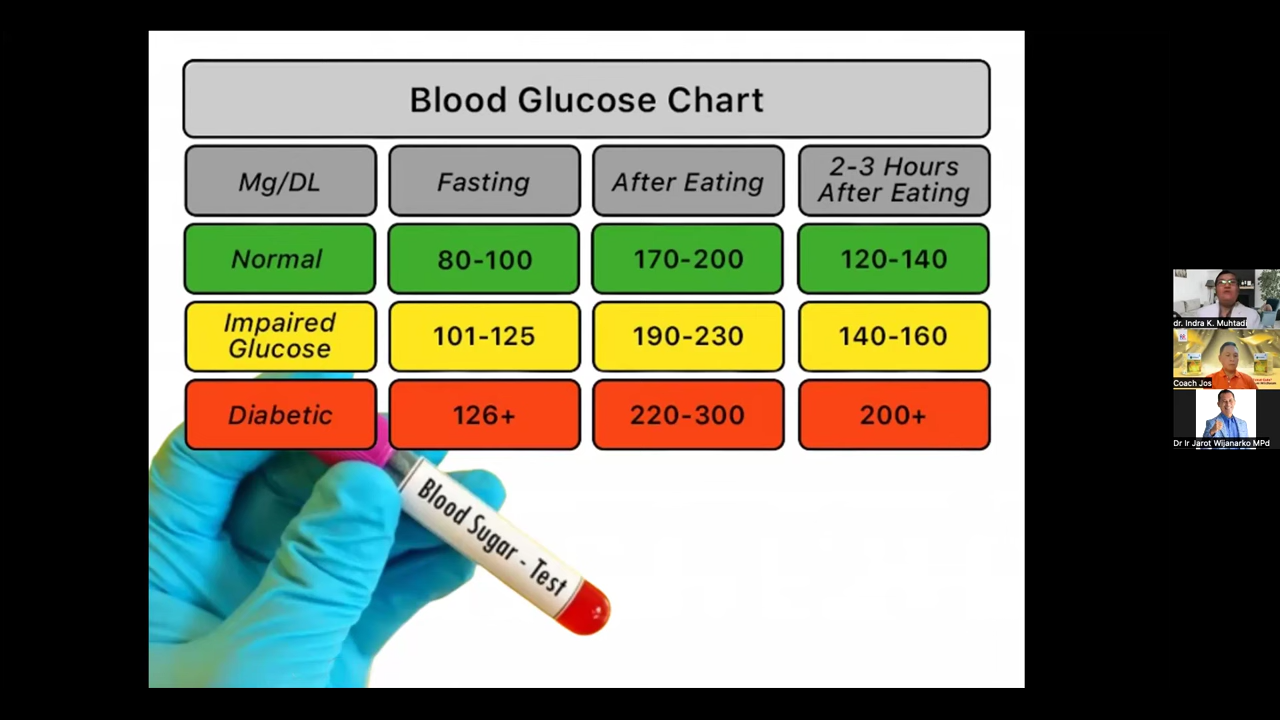 Blood Glucose Chart
Mg/DL
Fasting
After Eating
2-3 Hours
After Eating
Normal
80-100
170-200
120-140
Impaired
Glucose
101-125
190-230
140-160
Diabetic
126+
220-300
200+
Blood Sugar - Test
dr. Indra K. Muhtadi
Coach Jos
Dr Ir Jarot Wijanarko MPd